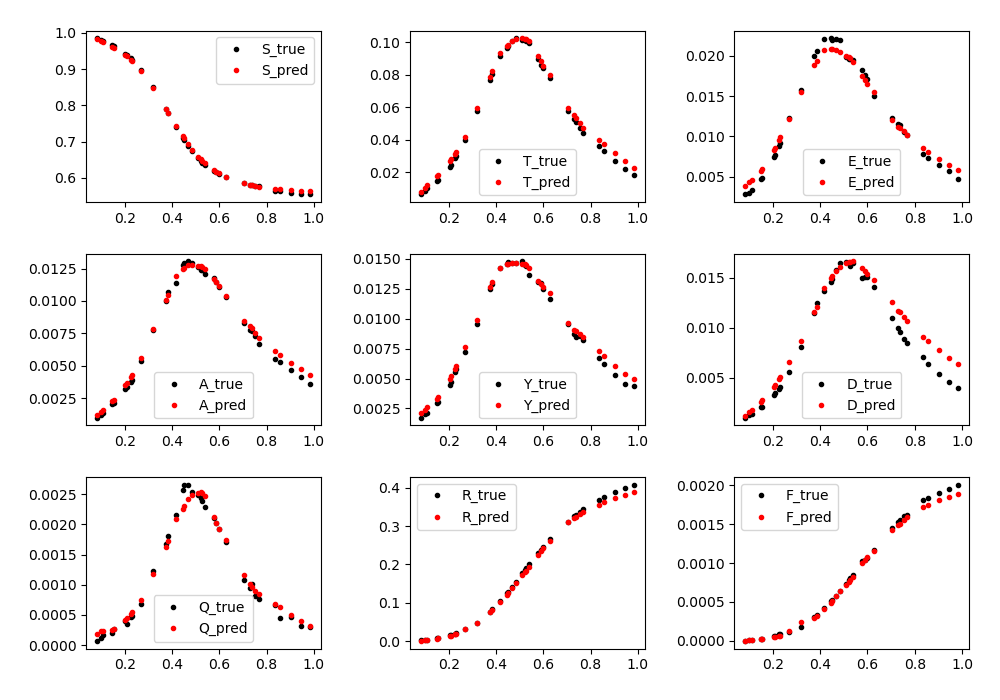 1.0
0.9
0.8
0.7
0.6
0.2 0.4 0.6 0.8 1.0
S_true
S_pred
0.10
0.08
0.06
0.04
0.02
0.2 0.4 0.6 0.8 1.0
T_true
T_pred
0.020
0.015
0.010
0.005
0.2 0.4 0.6 0.8 1.0
E_true
E_pred
0.0125
0.0100
0.0075
0.0050
0.0025
0.2 0.4 0.6 0.8 1.0
A_true
A_pred
0.0150
0.0125
0.0100
0.0075
0.0050
0.0025
0.2 0.4 0.6 0.8 1.0
Y_true
Y_pred
0.015
0.010
0.005
0.2 0.4 0.6 0.8 1.0
D_true
D_pred
0.0025
0.0020
0.0015
0.0010
0.0005
0.0000
0.2 0.4 0.6 0.8 1.0
Q_true
Q_pred
0.4
0.3
0.2
0.1
0.0
0.2 0.4 0.6 0.8 1.0
R_true
R_pred
0.0020
0.0015
0.0010
0.0005
0.0000
0.2 0.4 0.6 0.8 1.0
F_true
F_pred